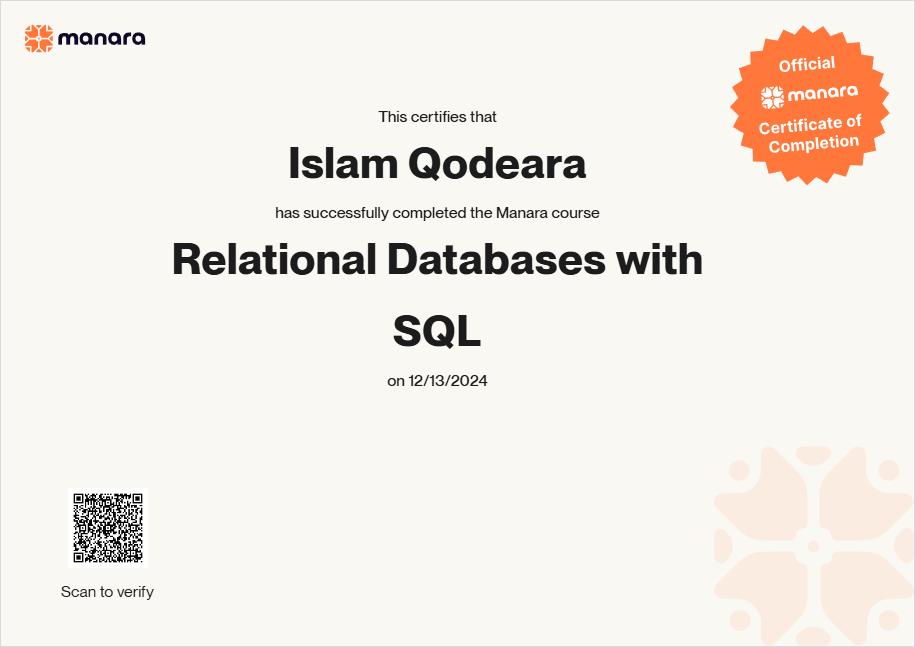 manara
Official
manara
Certificate of
Completion
This certifies that
Islam Qodeara
has successfully completed the Manara course
Relational Databases with
SQL
on 12/13/2024
Scan to verify